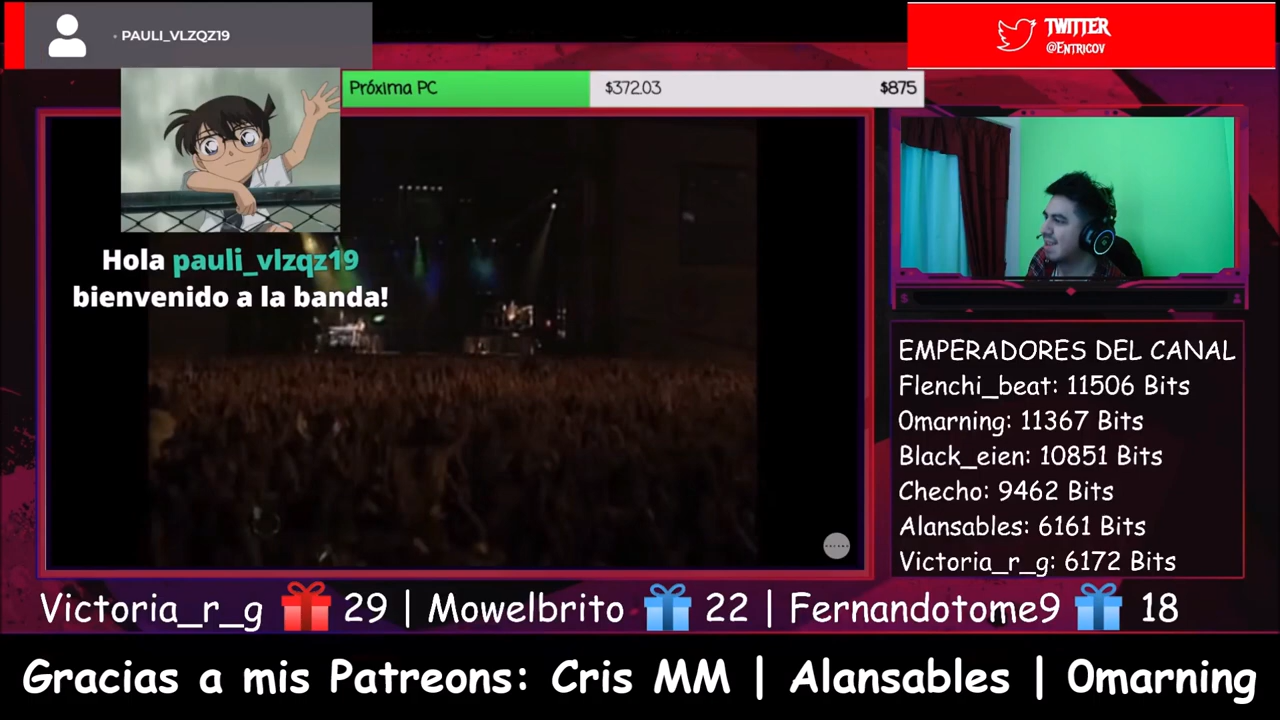 • PAULI_VLZQZ19
TWITTER
@ENTRICOV
Próxima PC $372.03 $875
Hola pauli_vlzqz19
bienvenido a la banda!
EMPERADORES DEL CANAL
Flenchi_beat: 11506 Bits
0marning: 11367 Bits
Black_eien: 10851 Bits
Checho: 9462 Bits
Alansables: 6161 Bits
Victoria_r_g: 6172 Bits
Victoria_r_g 29 | Mowelbrito 22 | Fernandotome9 18
Gracias a mis Patreons: Cris MM | Alansables | 0marning